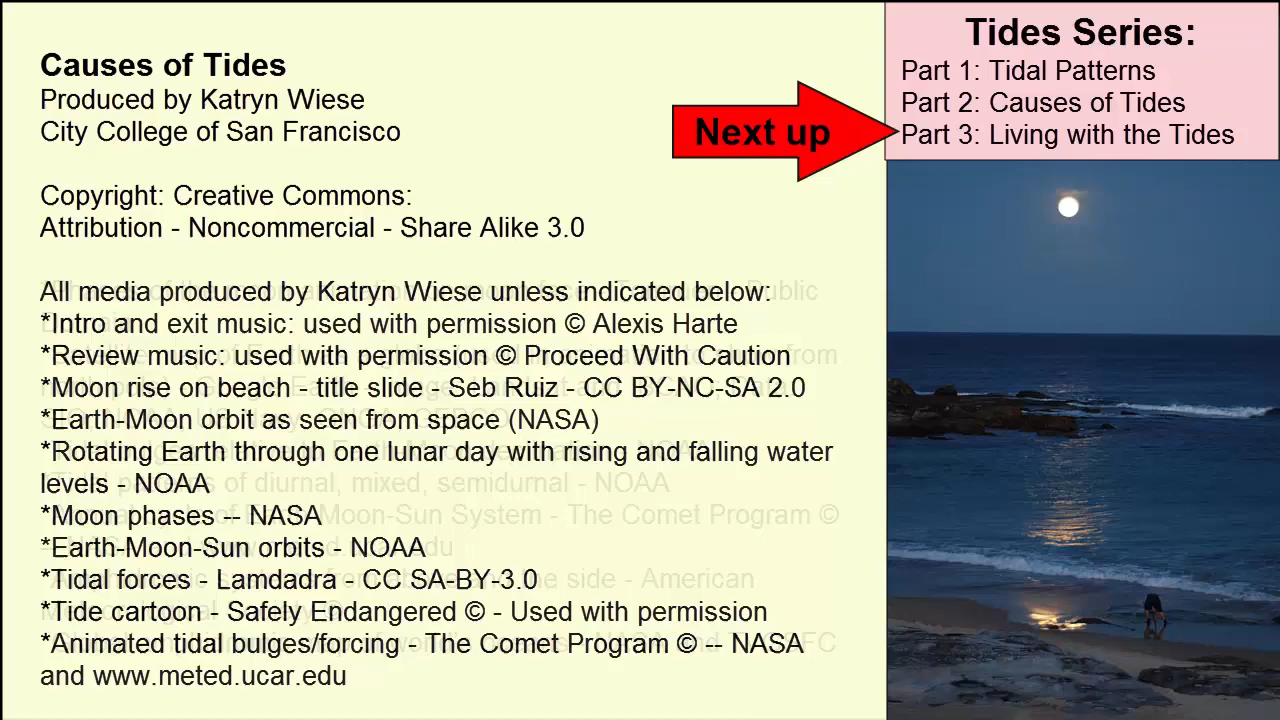 Causes of Tides
Produced by Katryn Wiese
City College of San Francisco
Copyright: Creative Commons:
Attribution - Noncommercial - Share Alike 3.0
All media produced by Katryn Wiese unless indicated below:
*Intro and exit music: used with permission © Alexis Harte
*Review music: used with permission © Proceed With Caution
*Moon rise on beach - title slide - Seb Ruiz - CC BY-NC-SA 2.0
*Earth-Moon orbit as seen from space (NASA)
*Rotating Earth through one lunar day with rising and falling water
levels - NOAA
*Moon phases -- NASA
*Earth-Moon-Sun orbits - NOAA
*Tidal forces - Lamdadra - CC SA-BY-3.0
*Tide cartoon - Safely Endangered © - Used with permission
*Animated tidal bulges/forcing - The Comet Program © -- NASA
and www.meted.ucar.edu
Next up
Tides Series:
Part 1: Tidal Patterns
Part 2: Causes of Tides
Part 3: Living with the Tides